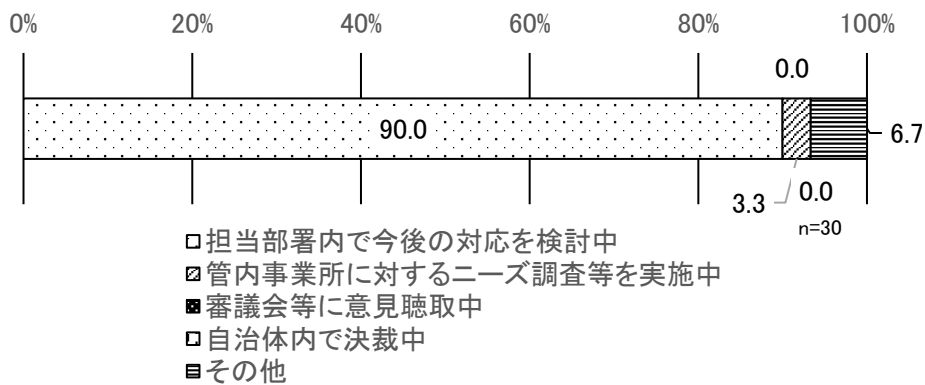 0% 20% 40% 60% 80% 100%
0.0
90.0
6.7
3.3
0.0
n=30
担当部署内で今後の対応を検討中
管内事業所に対するニーズ調査等を実施中
審議会等に意見聴取中
自治体内で決裁中
その他